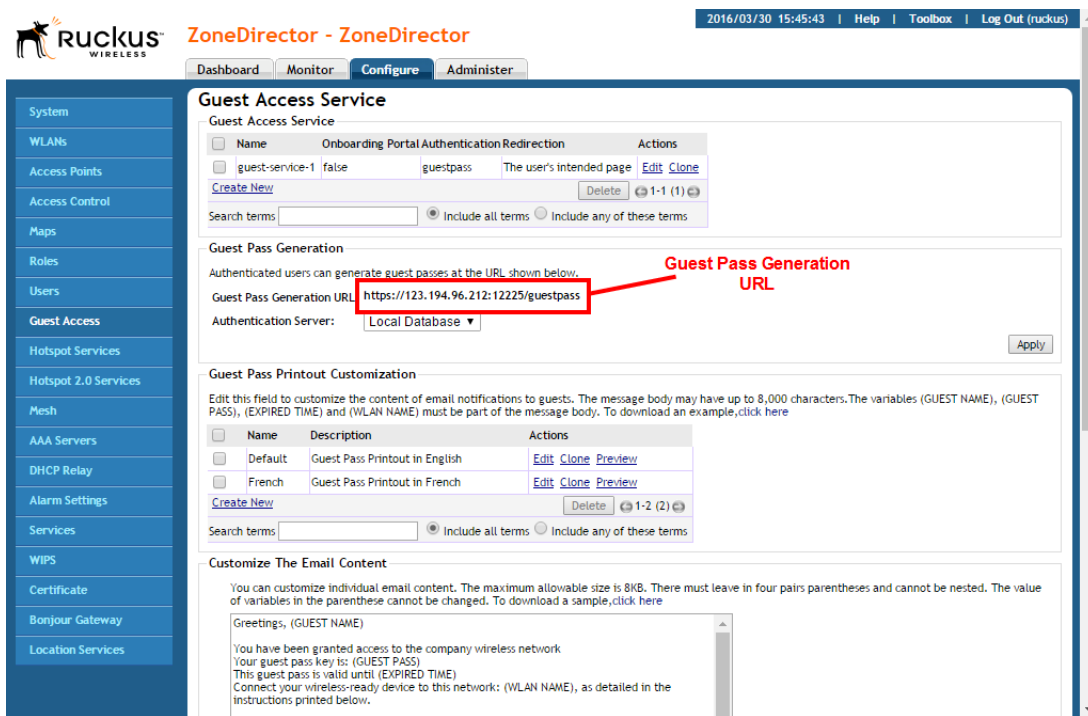 2016/03/30 15:45:43 | Help | Toolbox | Log Out (ruckus)
Ruckus WIRELESS
ZoneDirector - ZoneDirector
Dashboard Monitor Configure Administer
System
WLANs
Access Points
Access Control
Maps
Roles
Users
Guest Access
Hotspot Services
Hotspot 2.0 Services
Mesh
AAA Servers
DHCP Relay
Alarm Settings
Services
WIPS
Certificate
Bonjour Gateway
Location Services
Guest Access Service
Guest Access Service
Name Onboarding Portal Authentication Redirection Actions
guest-service-1 false guestpass The user's intended page Edit Clone
Create New Delete 1-1 (1)
Search terms Include all terms Include any of these terms
Guest Pass Generation
Authenticated users can generate guest passes at the URL shown below.
Guest Pass Generation URL https://123.194.96.212:12225/guestpass
Guest Pass Generation
URL
Authentication Server: Local Database
Apply
Guest Pass Printout Customization
Edit this field to customize the content of email notifications to guests. The message body may have up to 8,000 characters.The variables (GUEST NAME), (GUEST
PASS), (EXPIRED TIME) and (WLAN NAME) must be part of the message body. To download an example,click here
Name Description Actions
Default Guest Pass Printout in English Edit Clone Preview
French Guest Pass Printout in French Edit Clone Preview
Create New Delete 1-2 (2)
Search terms Include all terms Include any of these terms
Customize The Email Content
You can customize individual email content. The maximum allowable size is 8KB. There must leave in four pairs parentheses and cannot be nested. The value
of variables in the parenthese cannot be changed. To download a sample,click here
Greetings, (GUEST NAME)
You have been granted access to the company wireless network
Your guest pass key is: (GUEST PASS)
This guest pass is valid until (EXPIRED TIME)
Connect your wireless-ready device to this network: (WLAN NAME), as detailed in the
instructions printed below.